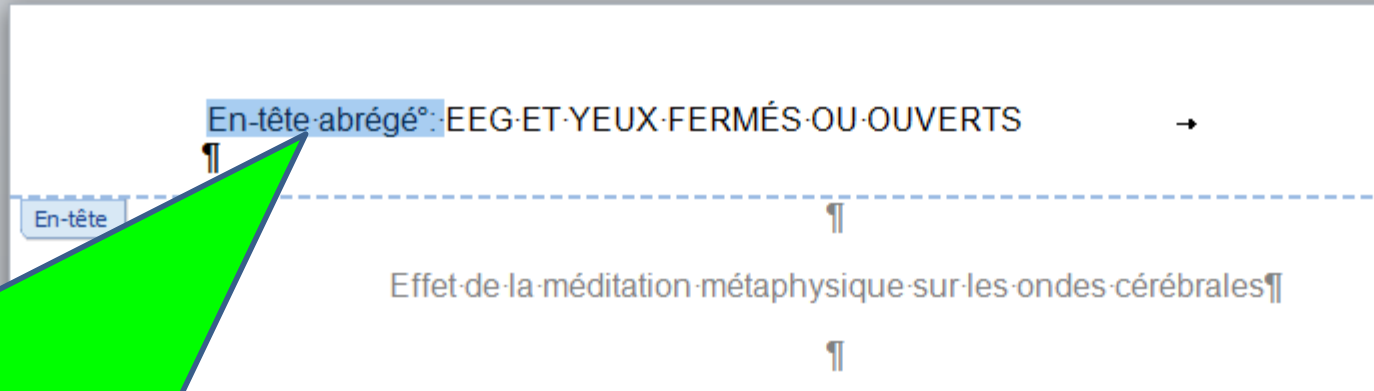 En-tête abrégé°: EEG ET YEUX FERMÉS OU OUVERTS →
¶
En-tête
¶
Effet de la méditation métaphysique sur les ondes cérébrales¶
¶